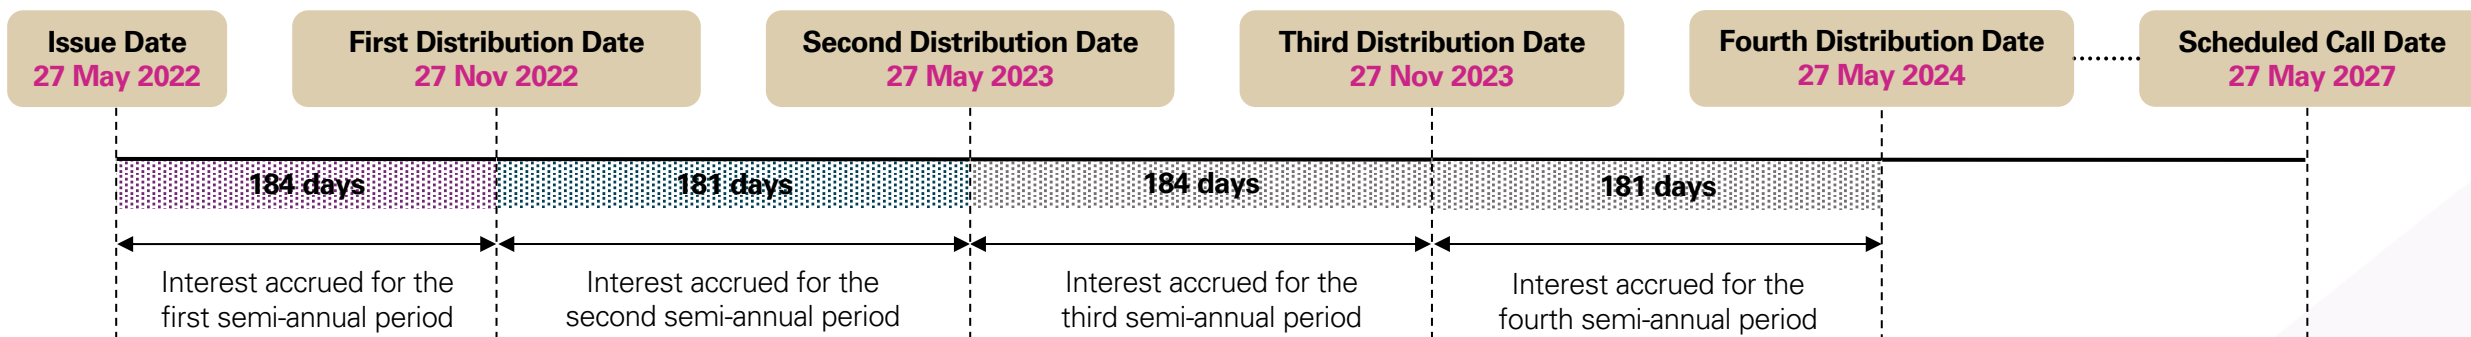 Issue Date
27 May 2022
First Distribution Date
27 Nov 2022
Second Distribution Date
27 May 2023
Third Distribution Date
27 Nov 2023
Fourth Distribution Date
27 May 2024
Scheduled Call Date
27 May 2027
184 days
181 days
184 days
181 days
Interest accrued for the
first semi-annual period
Interest accrued for the
second semi-annual period
Interest accrued for the
third semi-annual period
Interest accrued for the
fourth semi-annual period